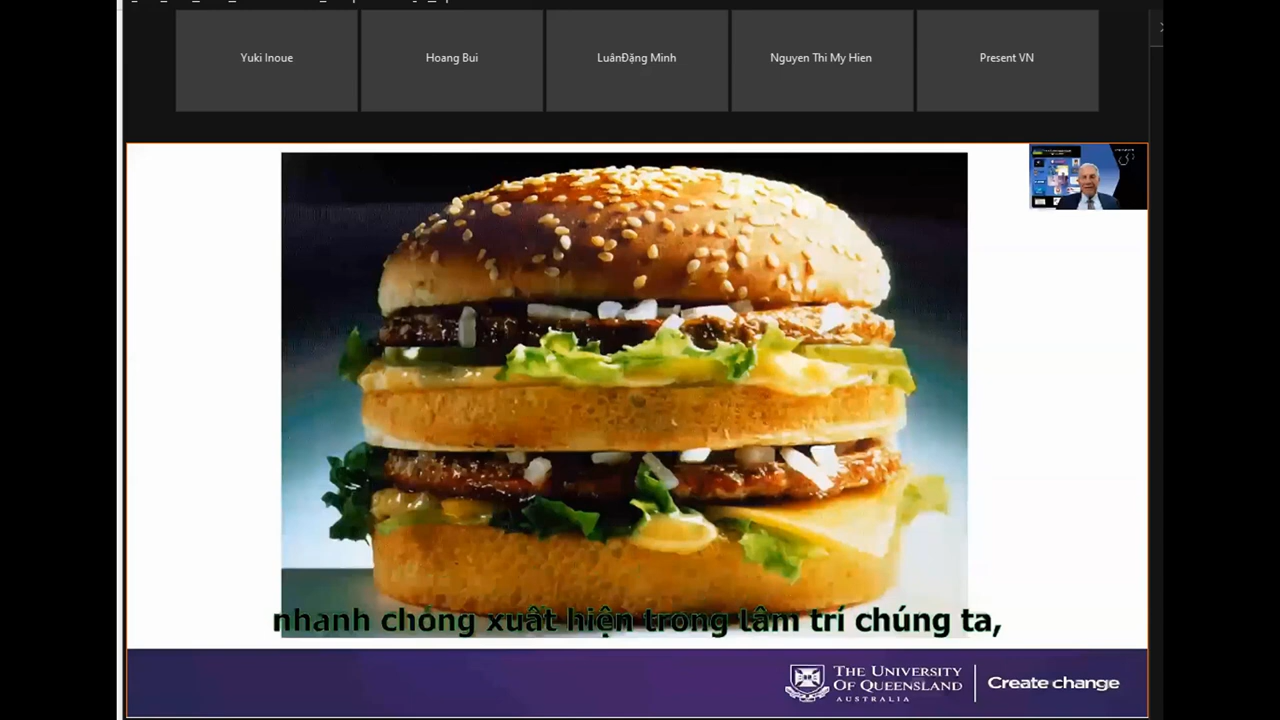 Yuki Inoue
Hoang Bui
LuânĐặng Minh
Nguyen Thi My Hien
Present VN
nhanh chóng xuất hiện trong tâm trí chúng ta,
THE UNIVERSITY
OF QUEENSLAND
AUSTRALIA
Create change